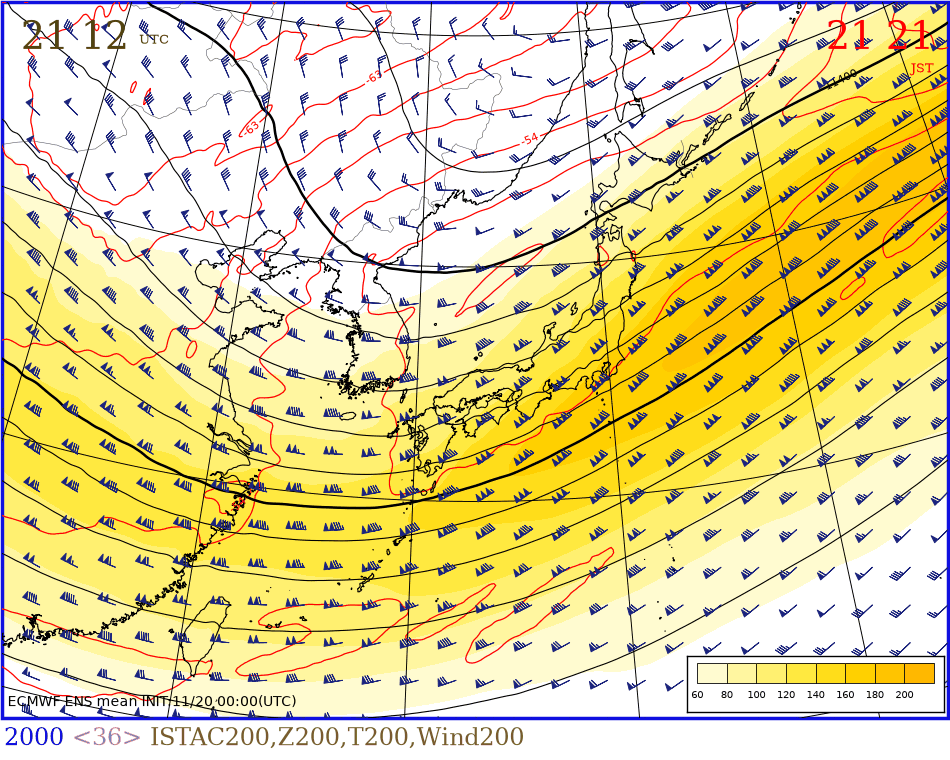 21 12 UTC
21 21 JST
11400
-63
-63
-54
60 80 100 120 140 160 180 200
ECMWF ENS mean INIT/11/20 00:00(UTC)
2000 <36> ISTAC200,Z200,T200,Wind200